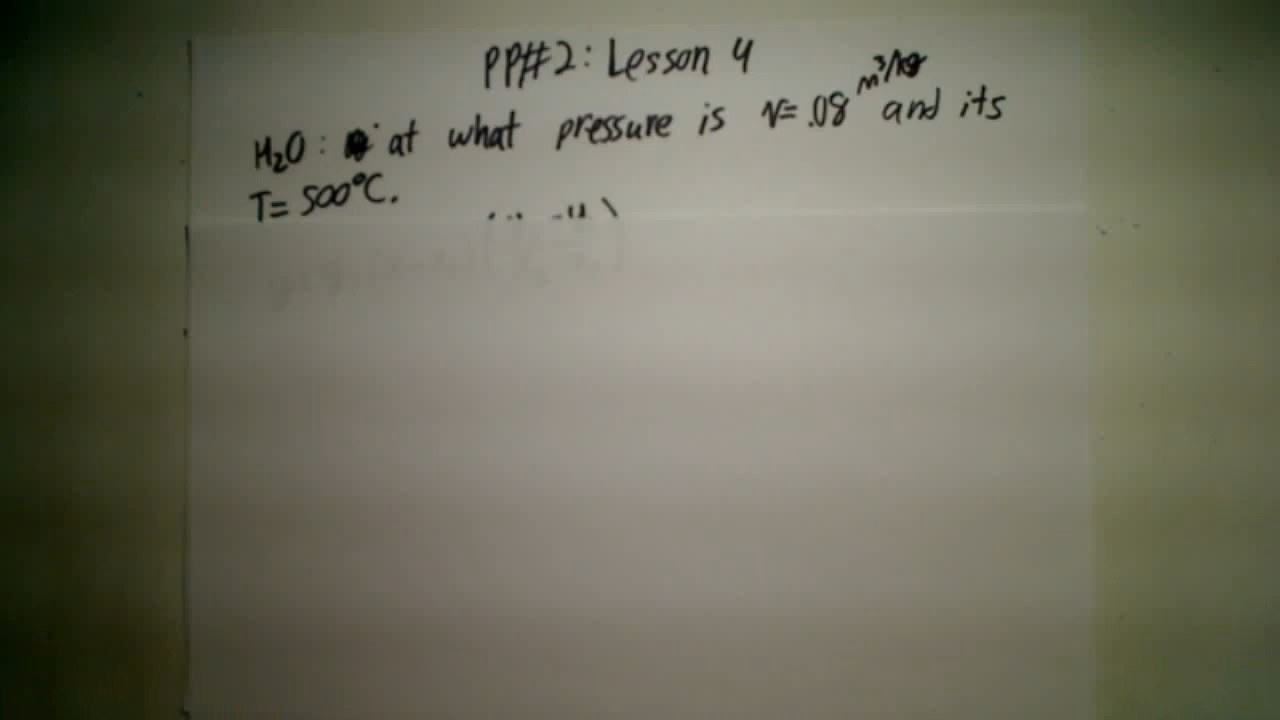 PP#2: Lesson 4
H₂O: at what pressure is v=.08 m³/kg and its
T= 500°C.